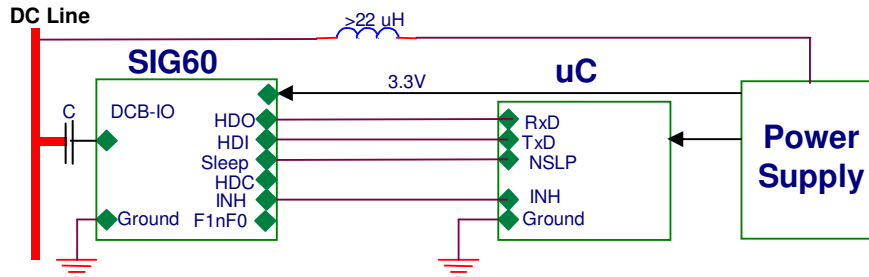 DC Line
>22 uH
SIG60
uC
3.3V
C
DCB-IO
HDO
HDI
Sleep
HDC
INH
F1nF0
Ground
RxD
TxD
NSLP
INH
Ground
Power
Supply